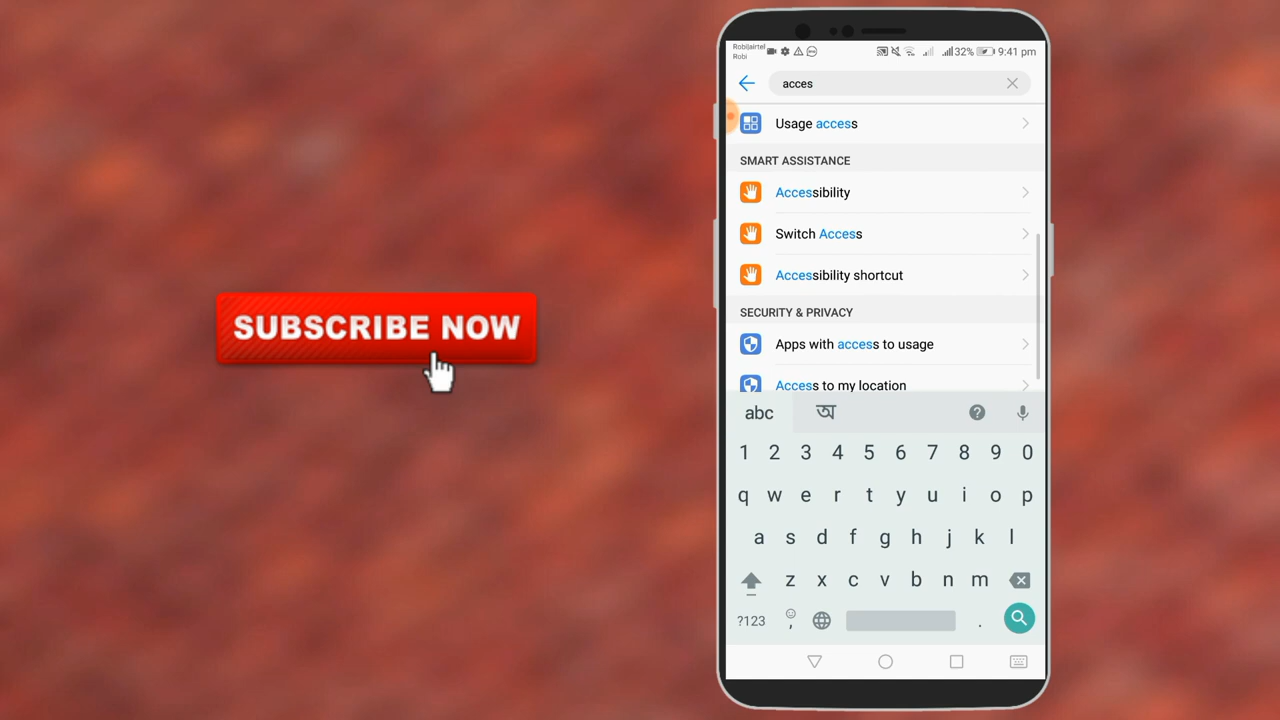 SUBSCRIBE NOW
Robi|airtel
Robi
32% 9:41 pm
acces
Usage access
SMART ASSISTANCE
Accessibility
Switch Access
Accessibility shortcut
SECURITY & PRIVACY
Apps with access to usage
Access to my location
abc অ
1 2 3 4 5 6 7 8 9 0
q w e r t y u i o p
a s d f g h j k l
z x c v b n m
?123 , .